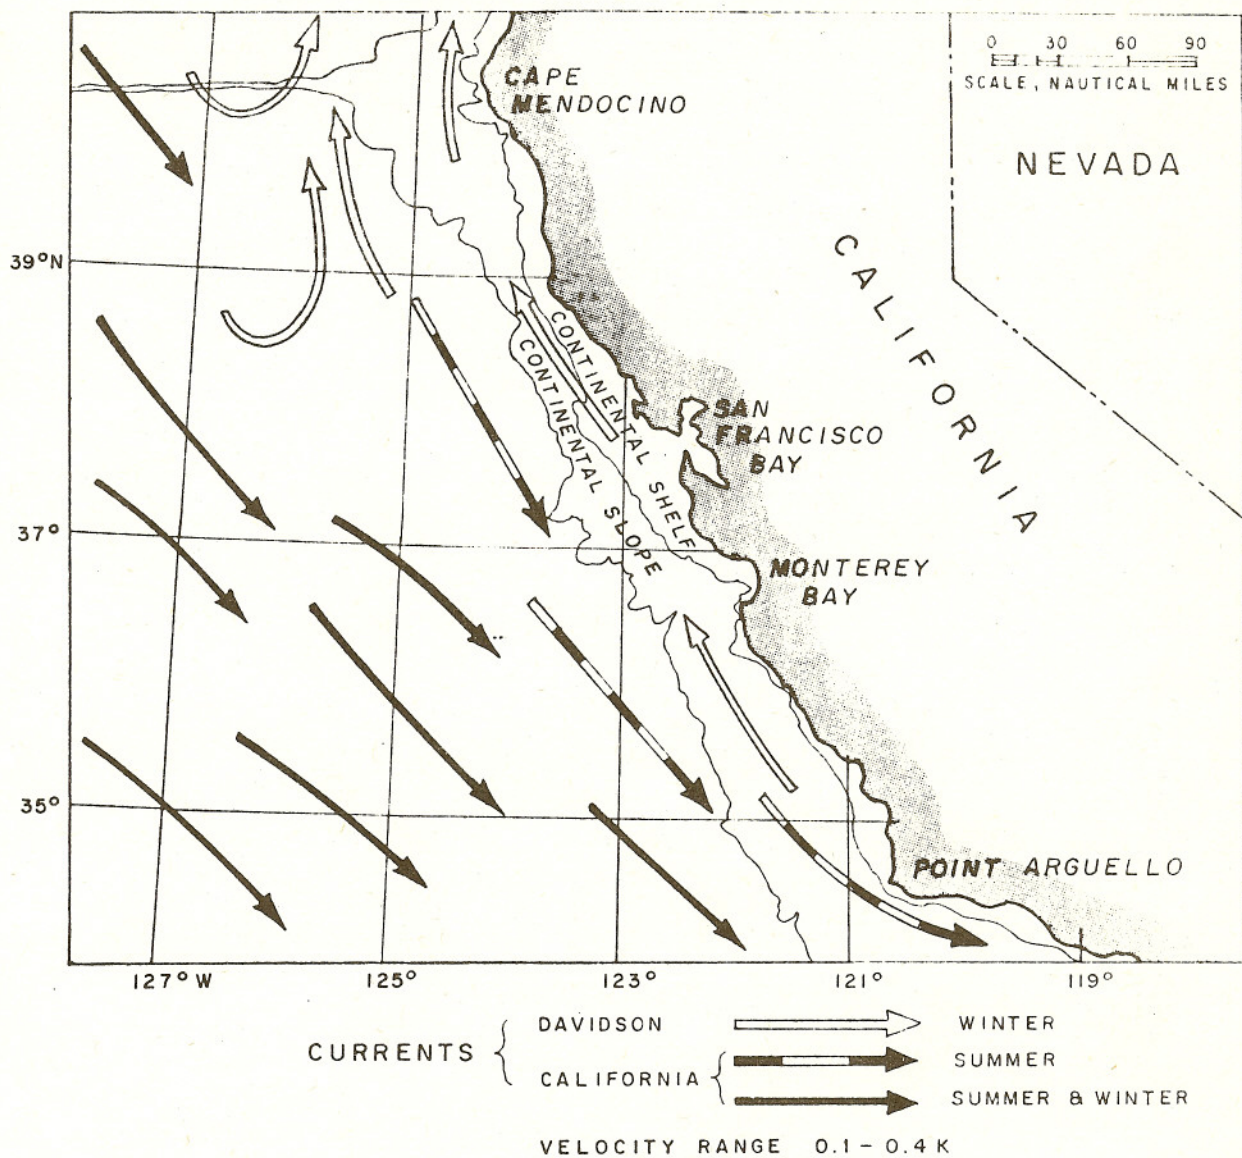 0 30 60 90
SCALE, NAUTICAL MILES
CAPE
MENDOCINO
NEVADA
CALIFORNIA
39°N
CONTINENTAL SHELF
CONTINENTAL SLOPE
SAN
FRANCISCO
BAY
37°
MONTEREY
BAY
35°
POINT ARGUELLO
127° W 125° 123° 121° 119°
CURRENTS
DAVIDSON WINTER
CALIFORNIA SUMMER
SUMMER & WINTER
VELOCITY RANGE 0.1 - 0.4 K